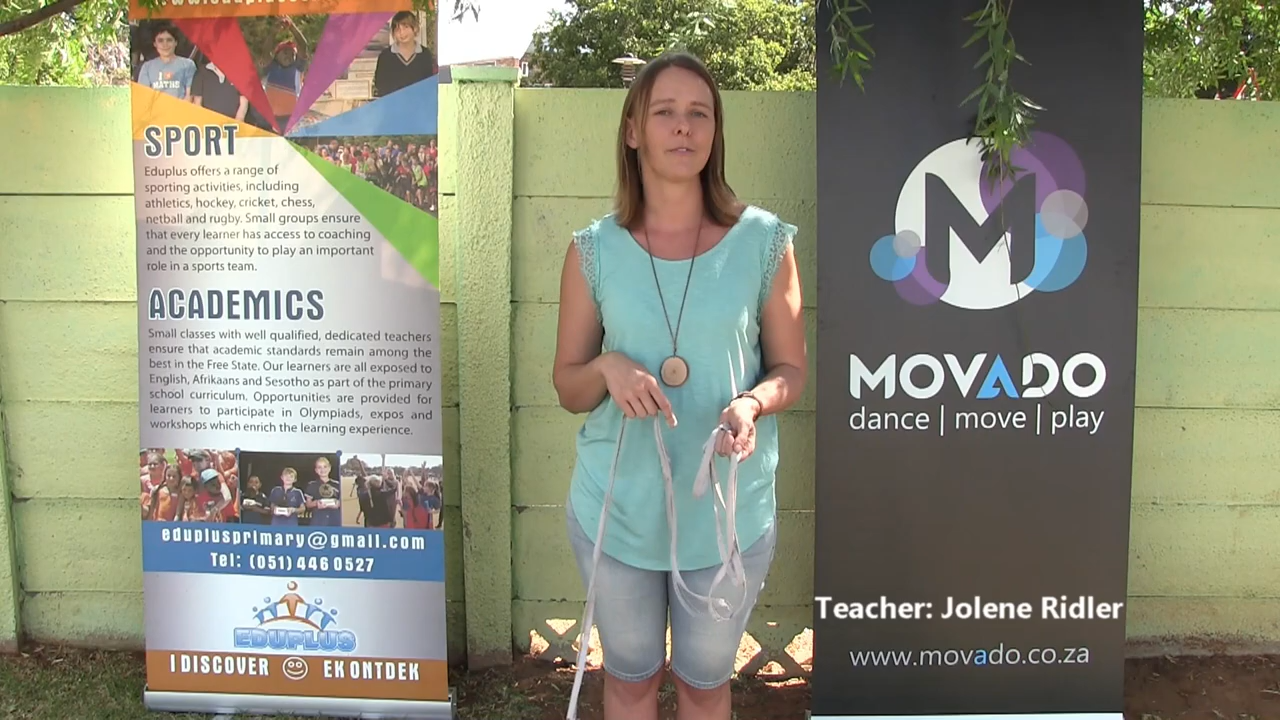 SPORT
Eduplus offers a range of
sporting activities, including
athletics, hockey, cricket, chess,
netball and rugby. Small groups ensure
that every learner has access to coaching
and the opportunity to play an important
role in a sports team.
ACADEMICS
Small classes with well qualified, dedicated teachers
ensure that academic standards remain among the
best in the Free State. Our learners are all exposed to
English, Afrikaans and Sesotho as part of the primary
school curriculum. Opportunities are provided for
learners to participate in Olympiads, expos and
workshops which enrich the learning experience.
eduplusprimary@gmail.com
Tel: (051) 446 0527
EDUPLUS
I DISCOVER EK ONTDEK
M
MOVADO
dance | move | play
Teacher: Jolene Ridler
www.movado.co.za